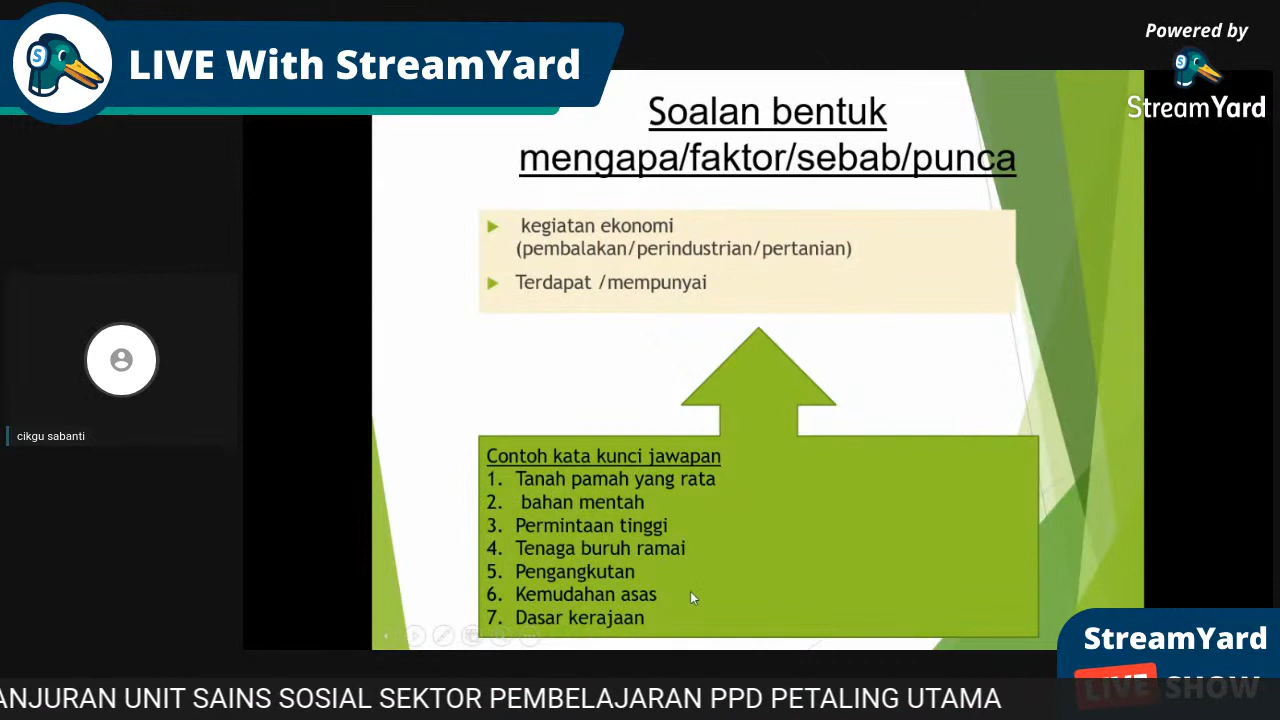 LIVE With StreamYard
Powered by
StreamYard
Soalan bentuk
mengapa/faktor/sebab/punca
kegiatan ekonomi
(pembalakan/perindustrian/pertanian)
Terdapat /mempunyai
cikgu sabanti
Contoh kata kunci jawapan
1. Tanah pamah yang rata
2. bahan mentah
3. Permintaan tinggi
4. Tenaga buruh ramai
5. Pengangkutan
6. Kemudahan asas
7. Dasar kerajaan
StreamYard
LIVE SHOW
ANJURAN UNIT SAINS SOSIAL SEKTOR PEMBELAJARAN PPD PETALING UTAMA